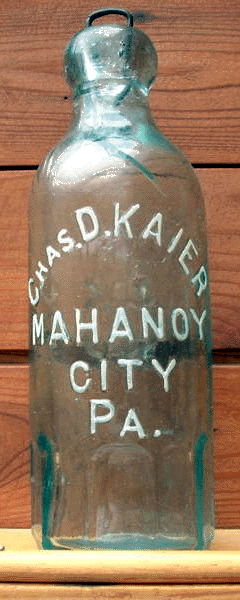 CHAS. D. KAIER
MAHANOY
CITY
PA.